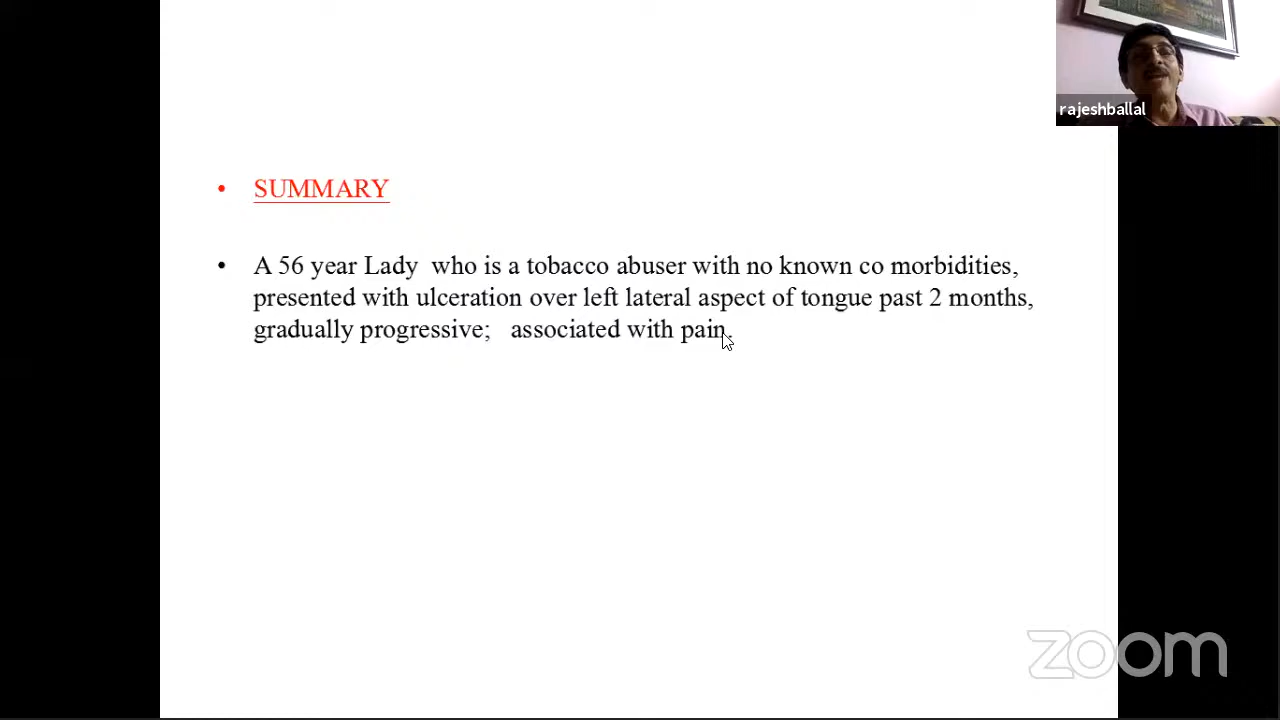 rajeshballal
• SUMMARY
• A 56 year Lady who is a tobacco abuser with no known co morbidities,
presented with ulceration over left lateral aspect of tongue past 2 months,
gradually progressive; associated with pain.
zoom